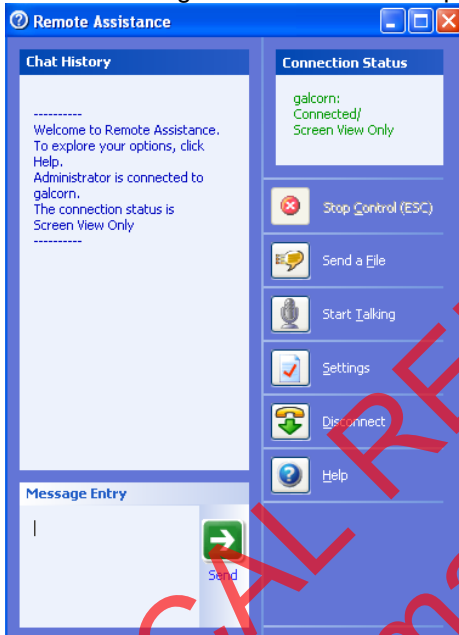 Remote Assistance
Chat History
----------
Welcome to Remote Assistance.
To explore your options, click
Help.
Administrator is connected to
galcorn.
The connection status is
Screen View Only
----------
Message Entry
Send
Connection Status
galcorn:
Connected/
Screen View Only
Stop Control (ESC)
Send a File
Start Talking
Settings
Disconnect
Help